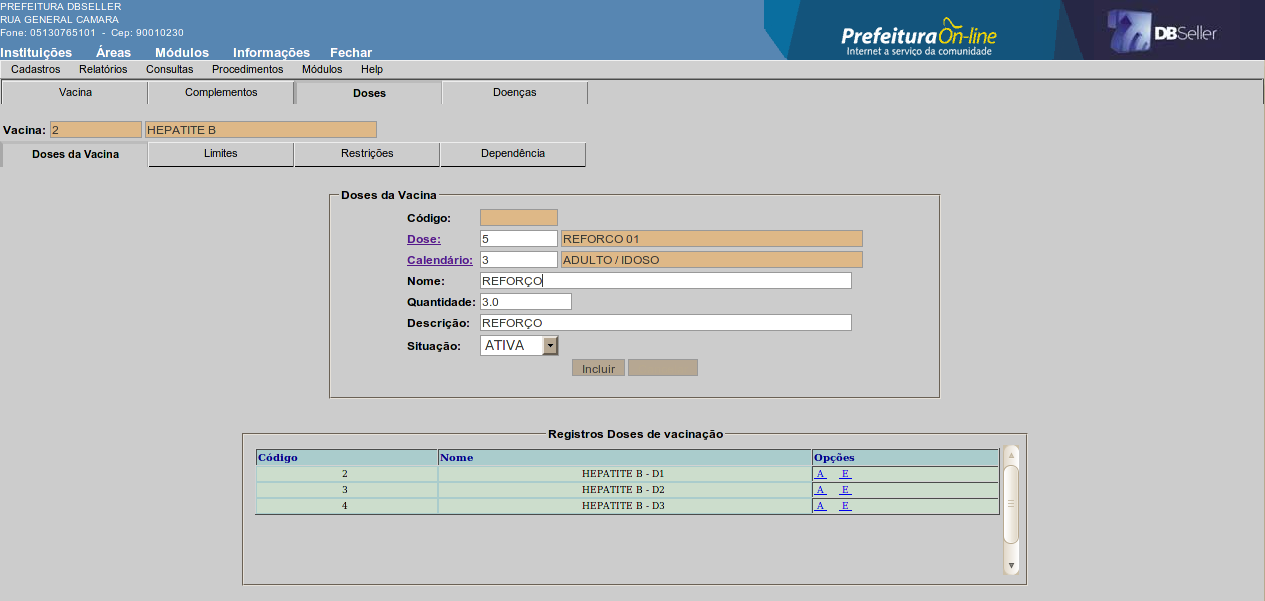 PREFEITURA DBSELLER
RUA GENERAL CAMARA
Fone: 05130765101 - Cep: 90010230
PrefeituraOn-line
Internet a serviço da comunidade
DBSeller
Instituições Áreas Módulos Informações Fechar
Cadastros Relatórios Consultas Procedimentos Módulos Help
Vacina Complementos Doses Doenças
Vacina: 2 HEPATITE B
Doses da Vacina Limites Restrições Dependência
Doses da Vacina
Código:
Dose: 5 REFORCO 01
Calendário: 3 ADULTO / IDOSO
Nome: REFORÇO
Quantidade: 3.0
Descrição: REFORÇO
Situação: ATIVA
Incluir
Registros Doses de vacinação
Código Nome Opções
2 HEPATITE B - D1 A E
3 HEPATITE B - D2 A E
4 HEPATITE B - D3 A E